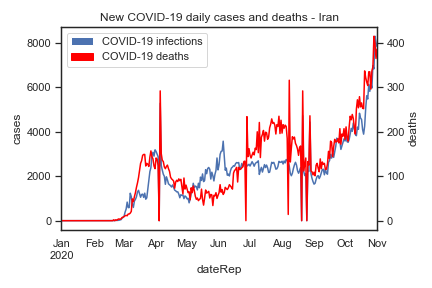 New COVID-19 daily cases and deaths - Iran
COVID-19 infections
COVID-19 deaths
8000
6000
4000
2000
0
cases
400
300
200
100
0
deaths
Jan Feb Mar Apr May Jun Jul Aug Sep Oct Nov
2020
dateRep